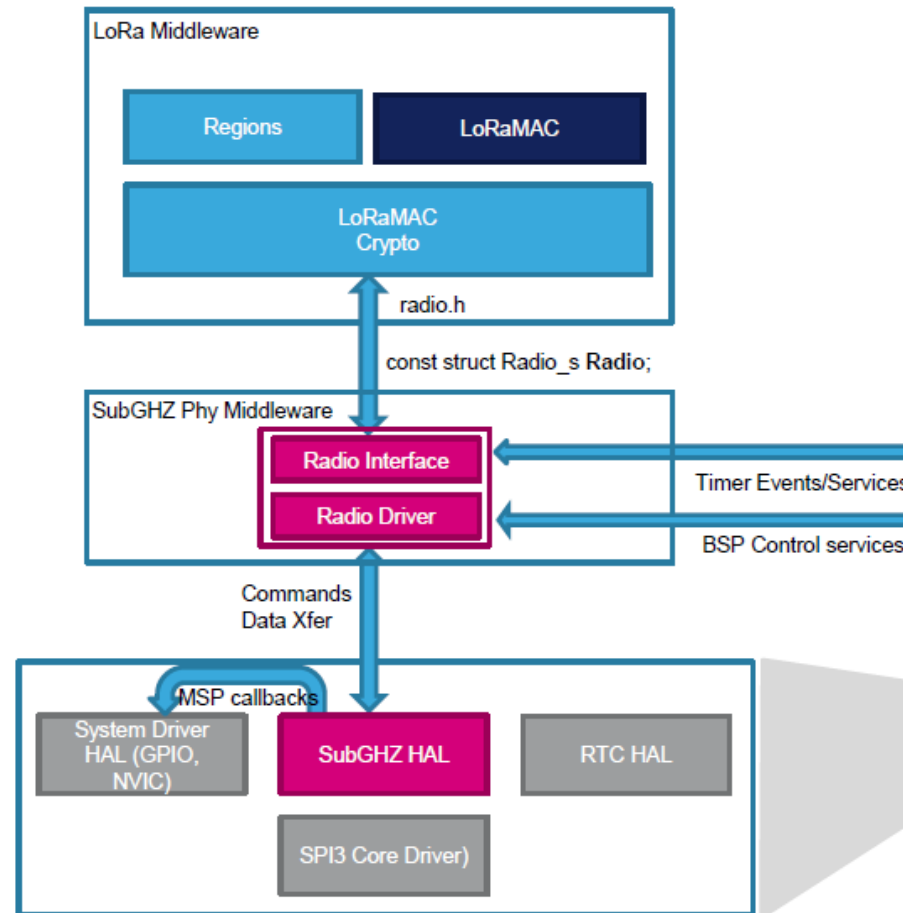 LoRa Middleware
Regions
LoRaMAC
LoRaMAC
Crypto
radio.h
const struct Radio_s Radio;
SubGHZ Phy Middleware
Radio Interface
Radio Driver
Timer Events/Services
BSP Control services
Commands
Data Xfer
MSP callbacks
System Driver
HAL (GPIO,
NVIC)
SubGHZ HAL
RTC HAL
SPI3 Core Driver)